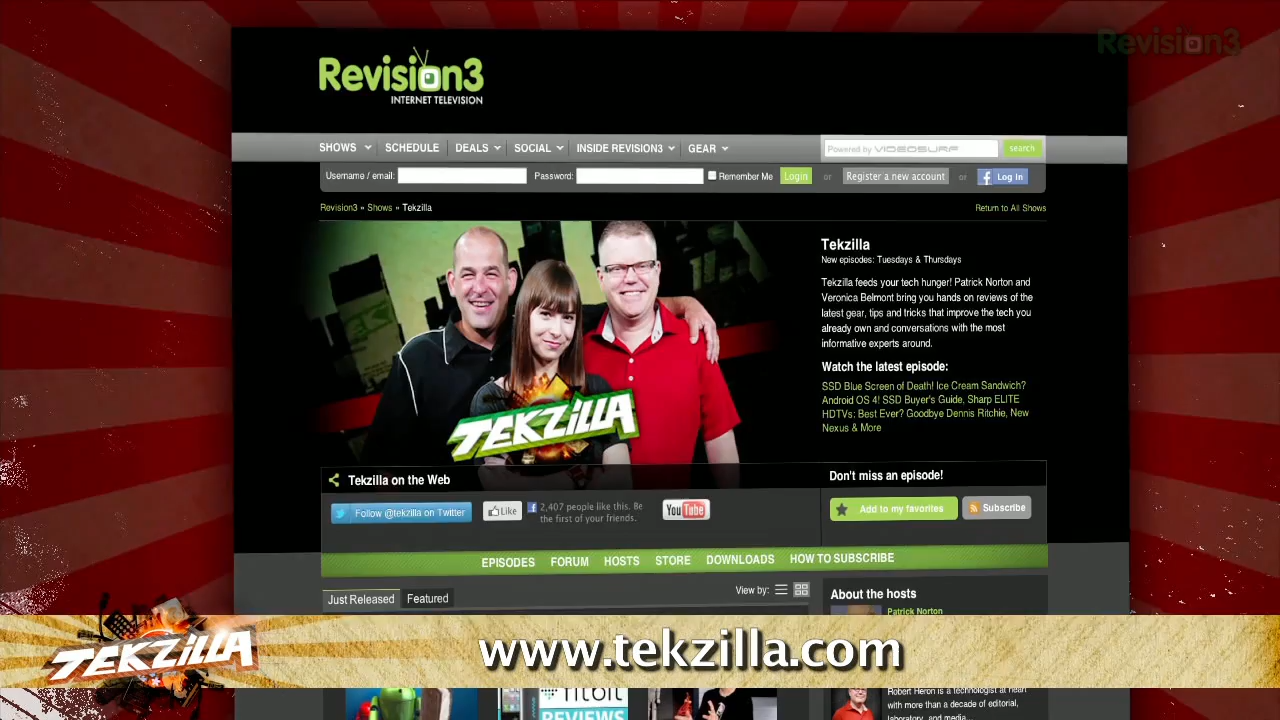 Revision3
Revision3
INTERNET TELEVISION
SHOWS SCHEDULE DEALS SOCIAL INSIDE REVISION3 GEAR
Powered by VIDEOSURF search
Username / email: Password: Remember Me Login or Register a new account or f Log In
Revision3 » Shows » Tekzilla
Return to All Shows
Tekzilla
New episodes: Tuesdays & Thursdays
Tekzilla feeds your tech hunger! Patrick Norton and
Veronica Belmont bring you hands on reviews of the
latest gear, tips and tricks that improve the tech you
already own and conversations with the most
informative experts around.
Watch the latest episode:
SSD Blue Screen of Death! Ice Cream Sandwich?
Android OS 4! SSD Buyer's Guide, Sharp ELITE
HDTVs: Best Ever? Goodbye Dennis Ritchie, New
Nexus & More
TEKZILLA
Tekzilla on the Web
Don't miss an episode!
Follow @tekzilla on Twitter
Like
f 2,407 people like this. Be
the first of your friends.
YouTube
Add to my favorites
Subscribe
EPISODES FORUM HOSTS STORE DOWNLOADS HOW TO SUBSCRIBE
Just Released Featured
View by:
About the hosts
Patrick Norton
TEKZILLA
www.tekzilla.com
fitbit
REVIEWS
Robert Heron is a technologist at heart
with more than a decade of editorial,
laboratory, and media...